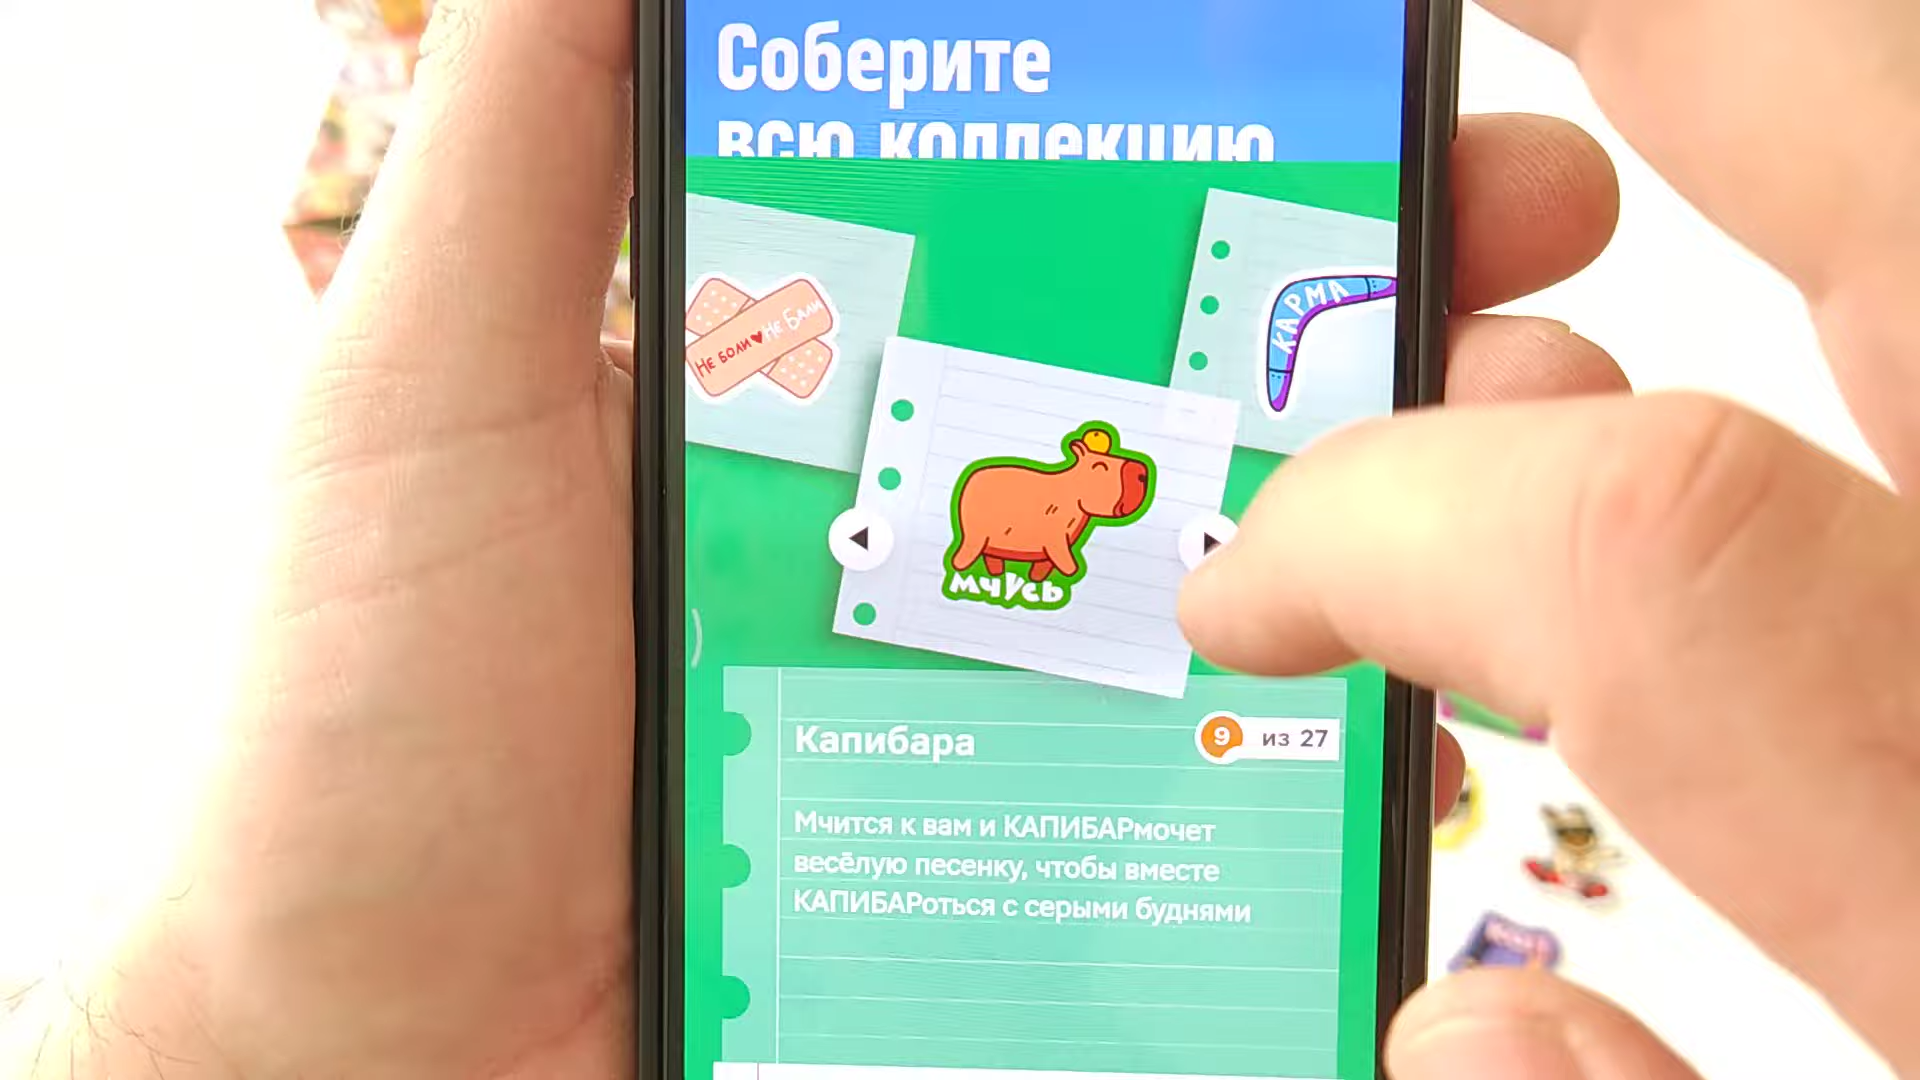 Соберите
всю коллекцию
Не боли Не Бали
КАРМА
мчусь
Капибара
9 из 27
Мчится к вам и КАПИБАРмочет
весёлую песенку, чтобы вместе
КАПИБАРоться с серыми буднями